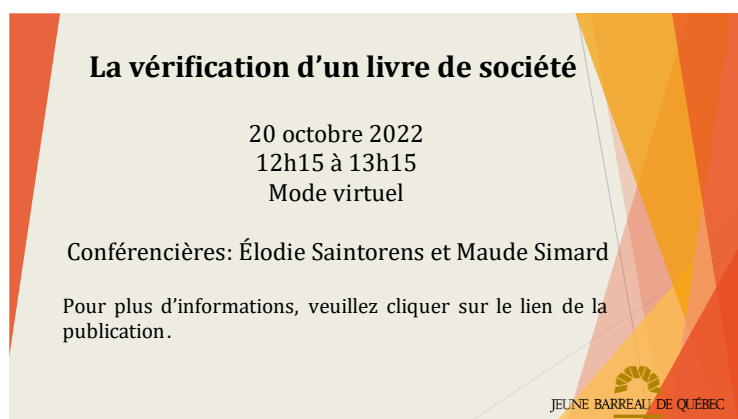 La vérification d'un livre de société
20 octobre 2022
12h15 à 13h15
Mode virtuel
Conférencières: Élodie Saintorens et Maude Simard
Pour plus d'informations, veuillez cliquer sur le lien de la
publication.
JEUNE BARREAU DE QUÉBEC